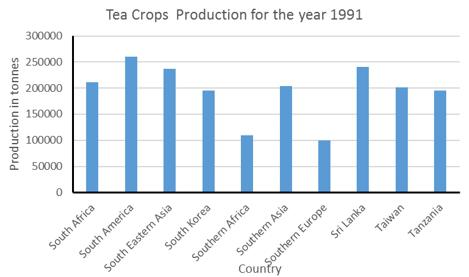 Tea Crops Production for the year 1991
Production in tonnes
300000
250000
200000
150000
100000
50000
0
South Africa
South America
South Eastern Asia
South Korea
Southern Africa
Southern Asia
Southern Europe
Sri Lanka
Taiwan
Tanzania
Country